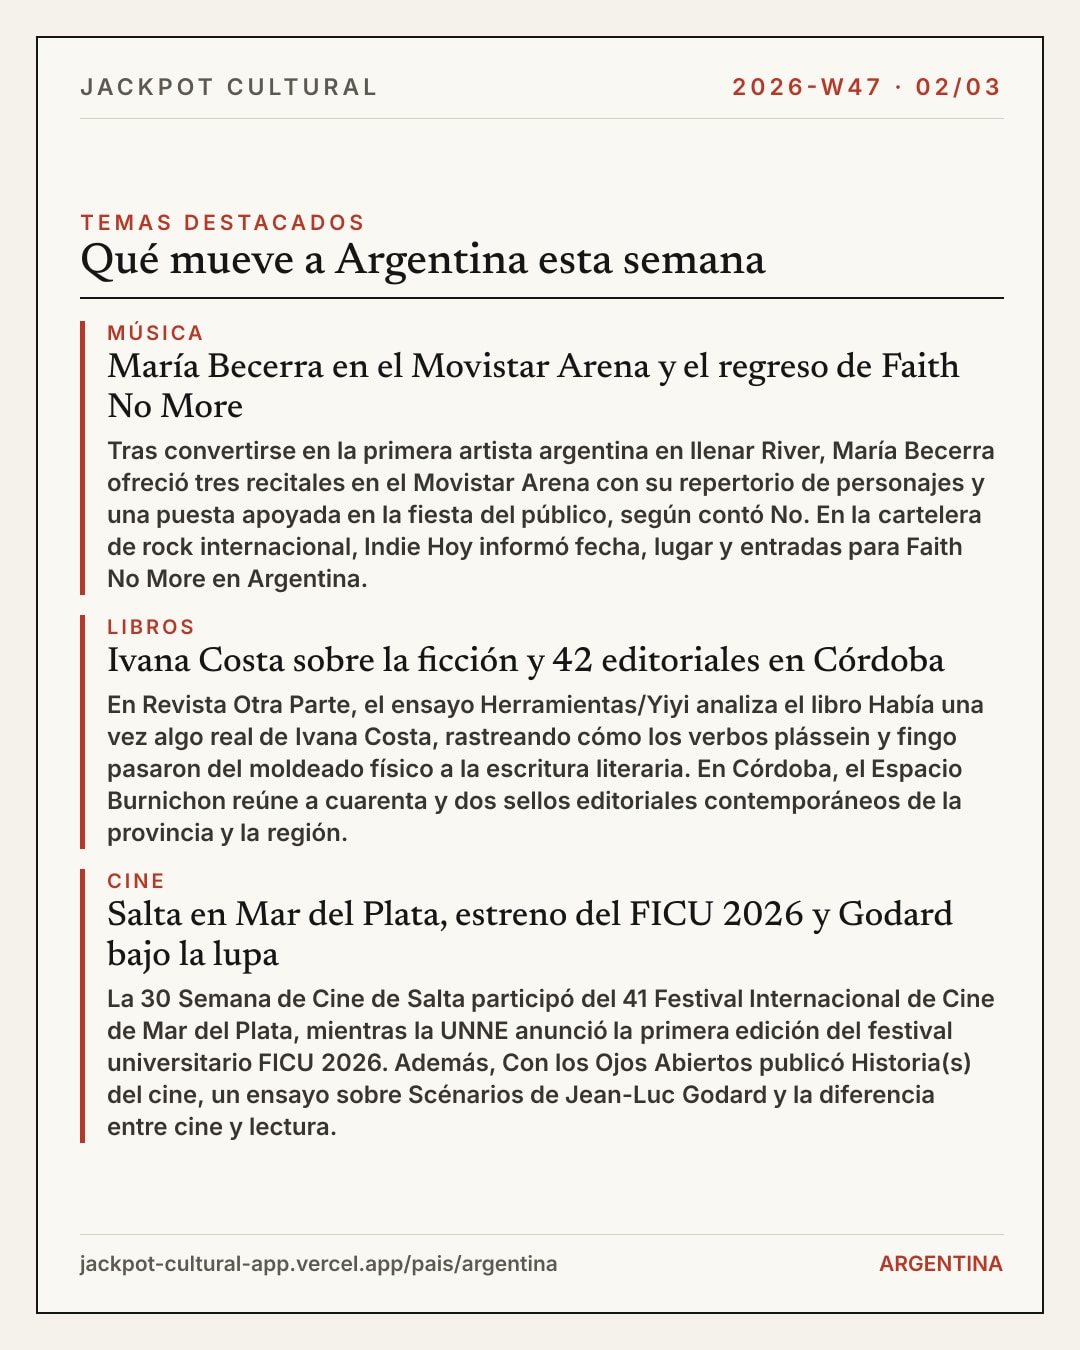 JACKPOT CULTURAL
2026-W47 · 02/03
TEMAS DESTACADOS
Qué mueve a Argentina esta semana
MÚSICA
María Becerra en el Movistar Arena y el regreso de Faith
No More
Tras convertirse en la primera artista argentina en llenar River, María Becerra
ofreció tres recitales en el Movistar Arena con su repertorio de personajes y
una puesta apoyada en la fiesta del público, según contó No. En la cartelera
de rock internacional, Indie Hoy informó fecha, lugar y entradas para Faith
No More en Argentina.
LIBROS
Ivana Costa sobre la ficción y 42 editoriales en Córdoba
En Revista Otra Parte, el ensayo Herramientas/Yiyi analiza el libro Había una
vez algo real de Ivana Costa, rastreando cómo los verbos plássein y fingo
pasaron del moldeado físico a la escritura literaria. En Córdoba, el Espacio
Burnichon reúne a cuarenta y dos sellos editoriales contemporáneos de la
provincia y la región.
CINE
Salta en Mar del Plata, estreno del FICU 2026 y Godard
bajo la lupa
La 30 Semana de Cine de Salta participó del 41 Festival Internacional de Cine
de Mar del Plata, mientras la UNNE anunció la primera edición del festival
universitario FICU 2026. Además, Con los Ojos Abiertos publicó Historia(s)
del cine, un ensayo sobre Scénarios de Jean-Luc Godard y la diferencia
entre cine y lectura.
jackpot-cultural-app.vercel.app/pais/argentina
ARGENTINA